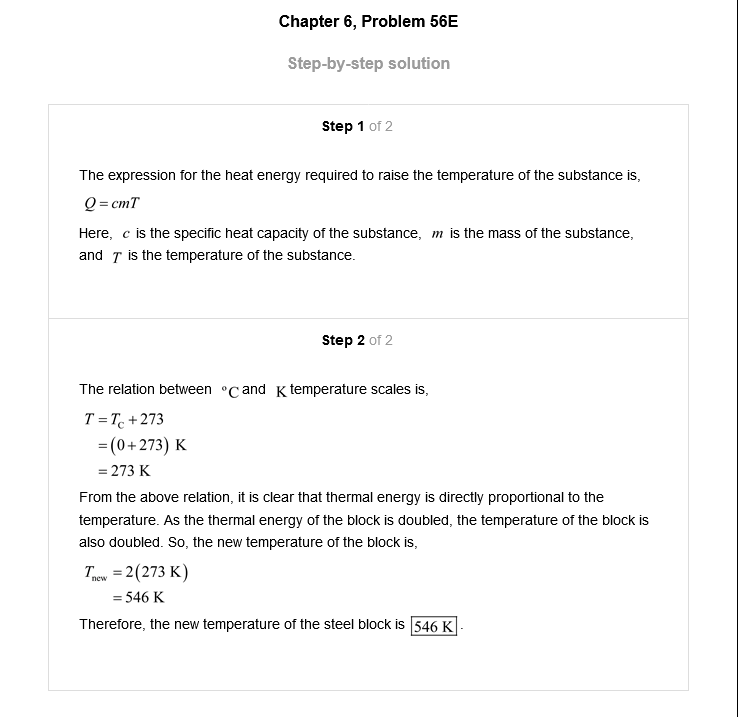 Chapter 6, Problem 56E
Step-by-step solution
Step 1 of 2
The expression for the heat energy required to raise the temperature of the substance is,
Q = cmT
Here, c is the specific heat capacity of the substance, m is the mass of the substance,
and T is the temperature of the substance.
Step 2 of 2
The relation between °C and K temperature scales is,
T = T_C + 273
= (0 + 273) K
= 273 K
From the above relation, it is clear that thermal energy is directly proportional to the
temperature. As the thermal energy of the block is doubled, the temperature of the block is
also doubled. So, the new temperature of the block is,
T_new = 2(273 K)
= 546 K
Therefore, the new temperature of the steel block is 546 K.